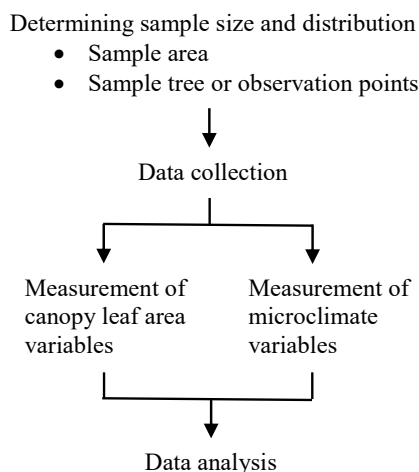 Determining sample size and distribution
• Sample area
• Sample tree or observation points
Data collection
Measurement of
canopy leaf area
variables
Measurement of
microclimate
variables
Data analysis